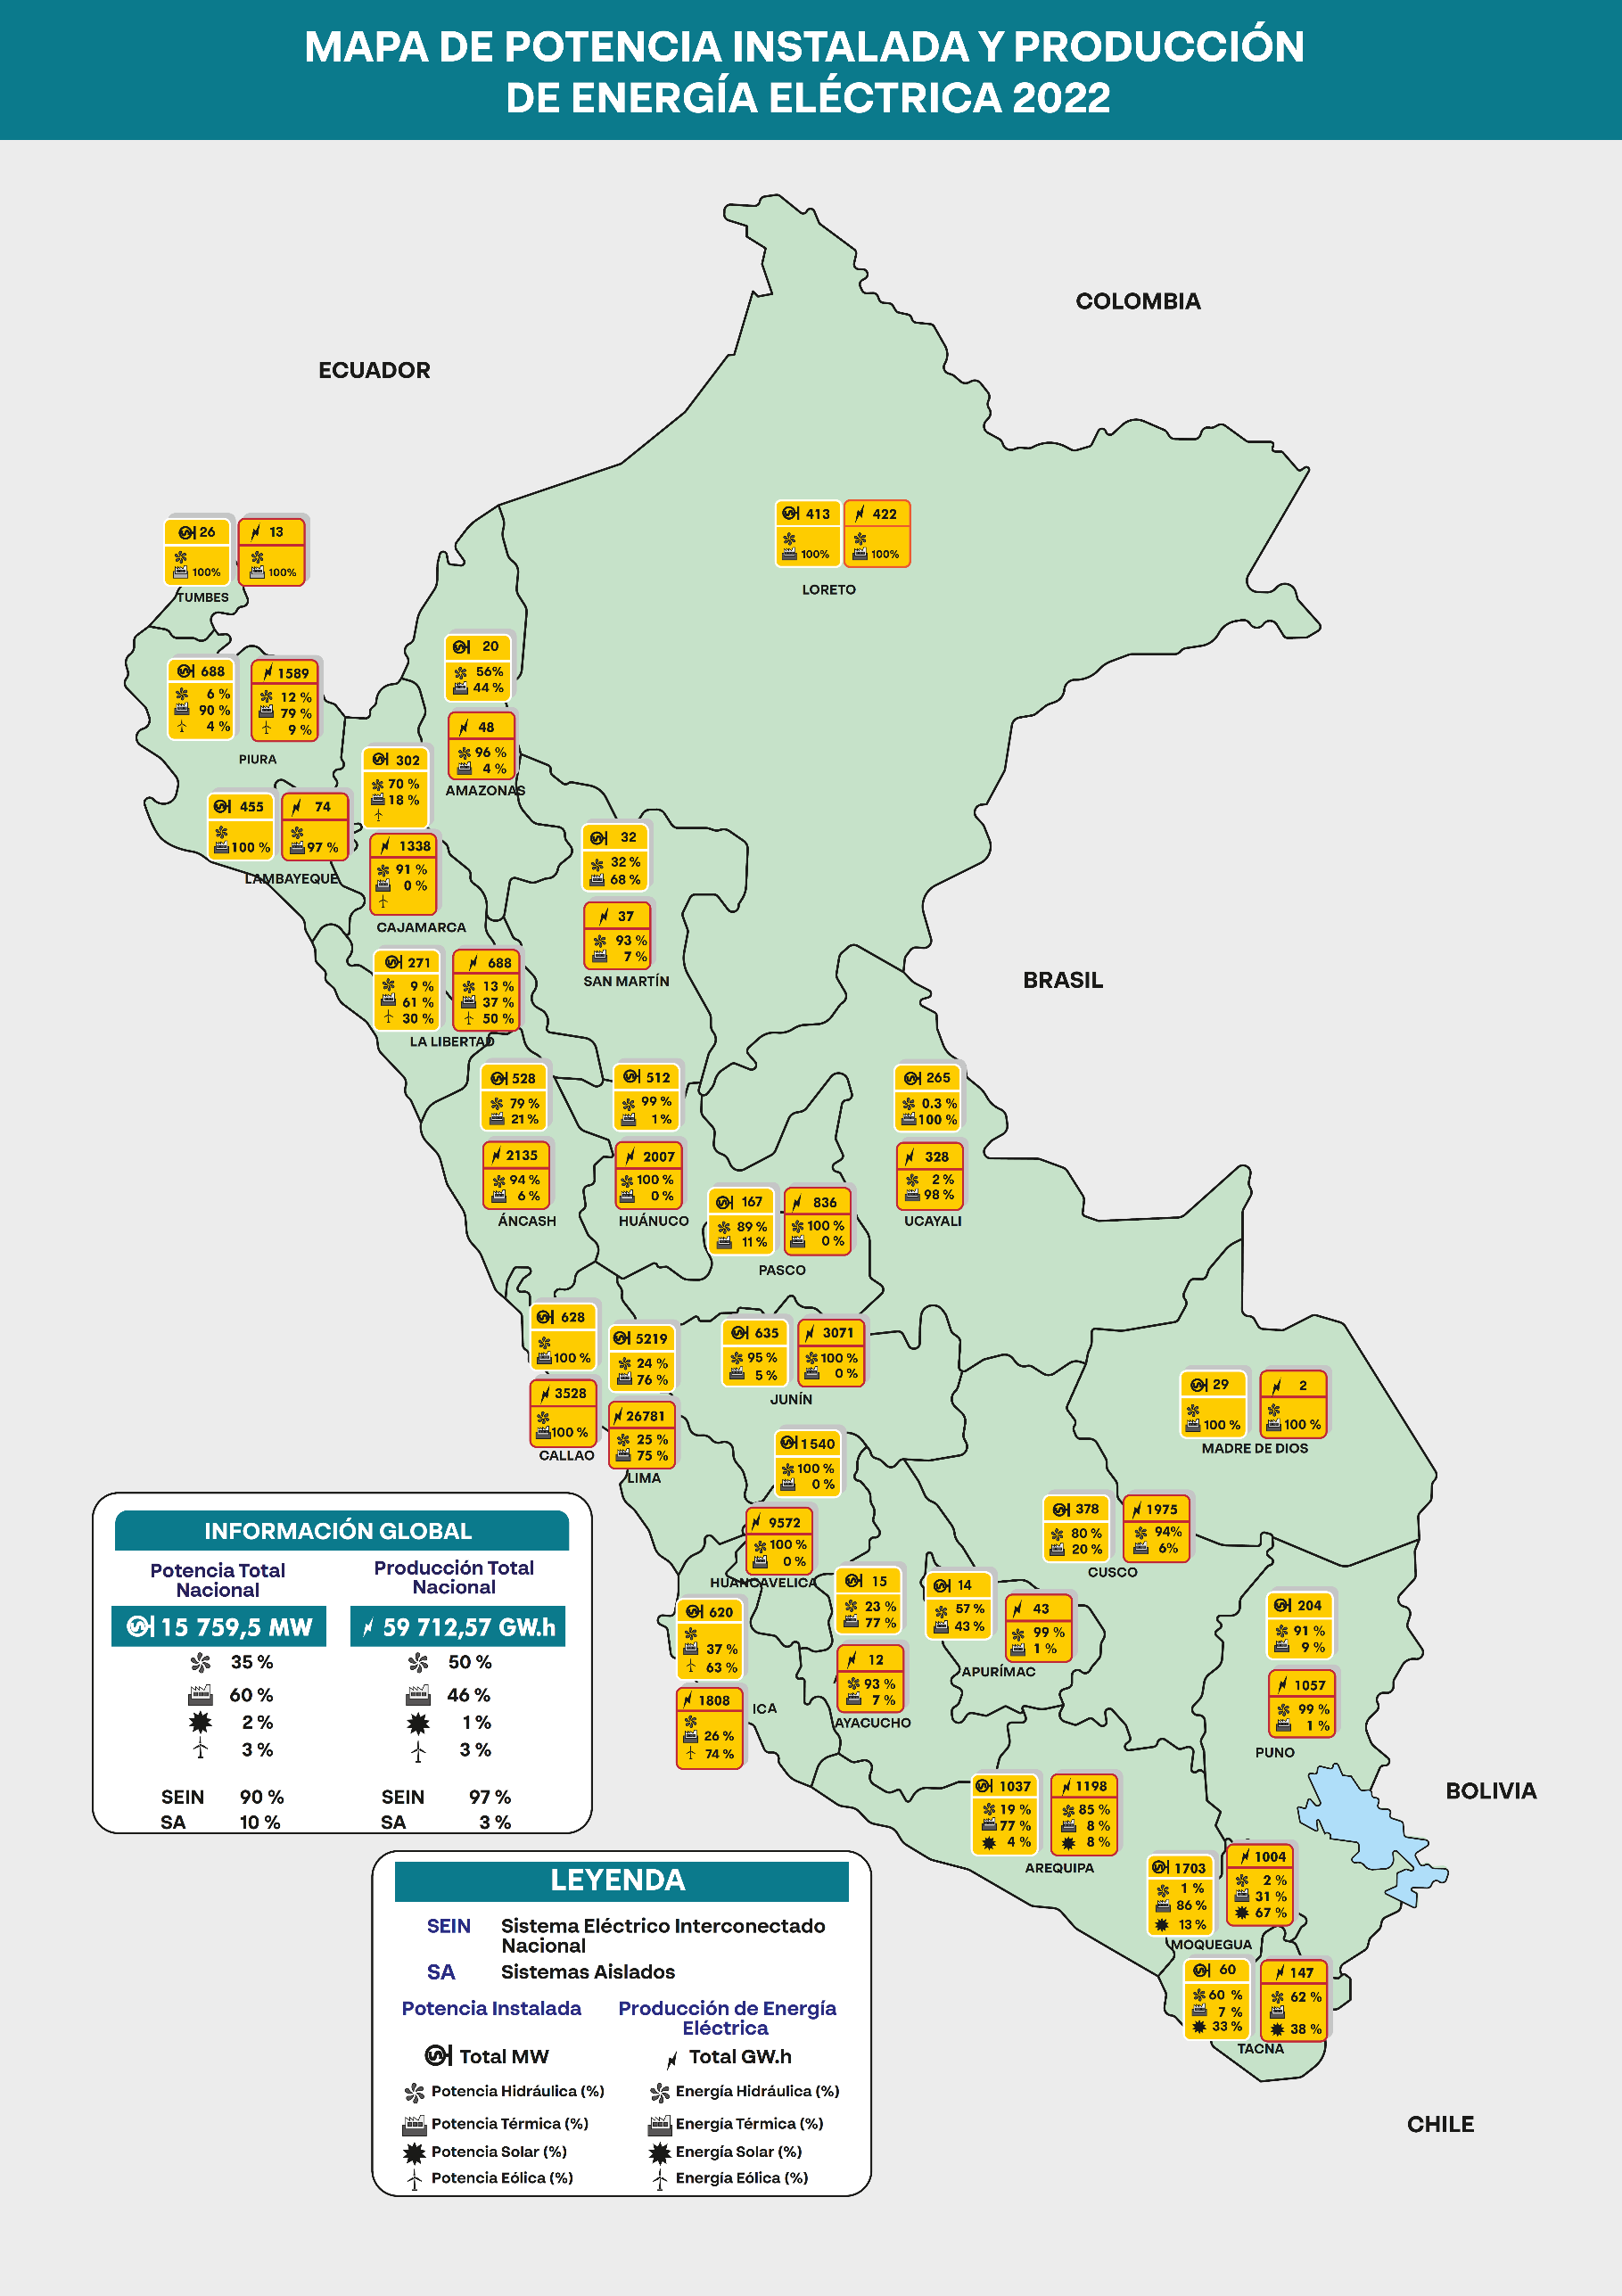 MAPA DE POTENCIA INSTALADA Y PRODUCCIÓN
DE ENERGÍA ELÉCTRICA 2022
COLOMBIA
ECUADOR
413
100%
422
100%
LORETO
26
100%
13
100%
TUMBES
20
56%
44 %
48
96 %
4 %
AMAZONAS
688
6 %
90 %
4 %
1589
12 %
79 %
9 %
PIURA
302
70 %
18 %
1338
91 %
0 %
CAJAMARCA
455
100 %
74
97 %
LAMBAYEQUE
32
32 %
68 %
37
93 %
7 %
SAN MARTÍN
271
9 %
61 %
30 %
688
13 %
37 %
50 %
LA LIBERTAD
BRASIL
528
79 %
21 %
2135
94 %
6 %
ÁNCASH
512
99 %
1 %
2007
100 %
0 %
HUÁNUCO
265
0.3 %
100 %
328
2 %
98 %
UCAYALI
167
89 %
11 %
836
100 %
0 %
PASCO
628
100 %
3528
100 %
CALLAO
5219
24 %
76 %
26781
25 %
75 %
LIMA
635
95 %
5 %
3071
100 %
0 %
JUNÍN
29
100 %
2
100 %
MADRE DE DIOS
1540
100 %
0 %
9572
100 %
0 %
HUANCAVELICA
378
80 %
20 %
1975
94%
6%
CUSCO
15
23 %
77 %
12
93 %
7 %
AYACUCHO
14
57 %
43 %
43
99 %
1 %
APURÍMAC
620
37 %
63 %
1808
26 %
74 %
ICA
204
91 %
9 %
1057
99 %
1 %
PUNO
1037
19 %
77 %
4 %
1198
85 %
8 %
8 %
AREQUIPA
BOLIVIA
1703
1 %
86 %
13 %
1004
2 %
31 %
67 %
MOQUEGUA
60
60 %
7 %
33 %
147
62 %
38 %
TACNA
CHILE
INFORMACIÓN GLOBAL
Potencia Total
Nacional
15 759,5 MW
35 %
60 %
2 %
3 %
SEIN 90 %
SA 10 %
Producción Total
Nacional
59 712,57 GW.h
50 %
46 %
1 %
3 %
SEIN 97 %
SA 3 %
LEYENDA
SEIN Sistema Eléctrico Interconectado
Nacional
SA Sistemas Aislados
Potencia Instalada
Total MW
Potencia Hidráulica (%)
Potencia Térmica (%)
Potencia Solar (%)
Potencia Eólica (%)
Producción de Energía
Eléctrica
Total GW.h
Energía Hidráulica (%)
Energía Térmica (%)
Energía Solar (%)
Energía Eólica (%)